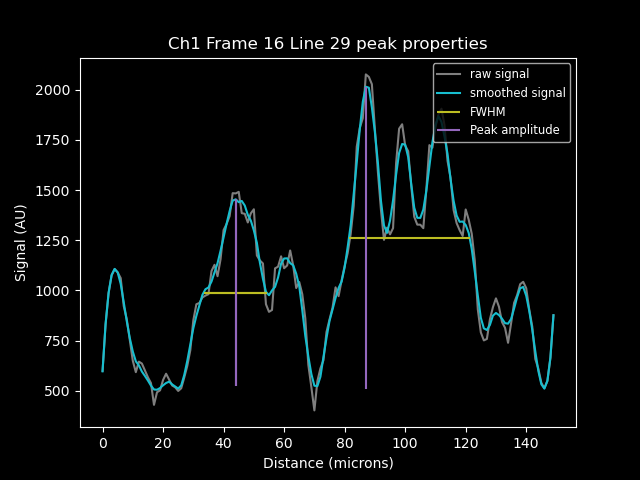 Ch1 Frame 16 Line 29 peak properties
raw signal
smoothed signal
FWHM
Peak amplitude
Signal (AU)
2000
1750
1500
1250
1000
750
500
0 20 40 60 80 100 120 140
Distance (microns)